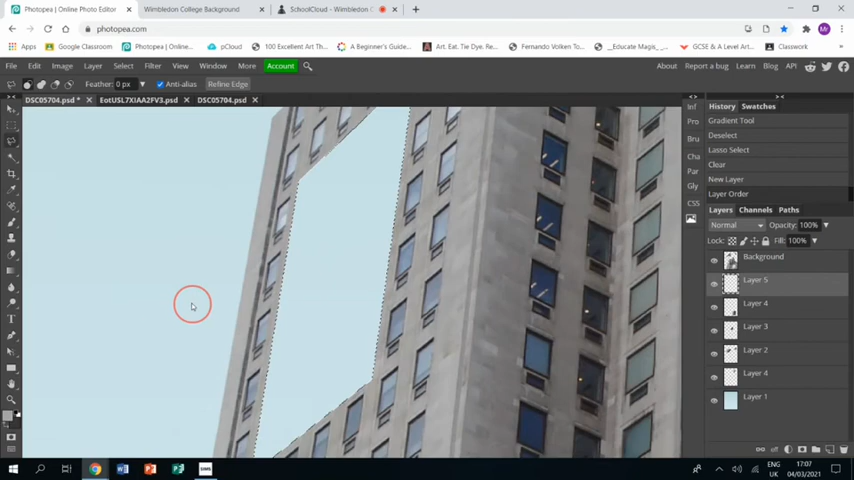 Photopea | Online Photo Editor
Wimbledon College Background
SchoolCloud - Wimbledon C
photopea.com
Apps
Google Classroom
Photopea | Online P
pCloud
100 Excellent Art Th
A Beginner's Guide
Art. Eat. Tie Dye. Re
Fernando Volken To
__Educate Magis_
GCSE & A Level Art
Classwork
File Edit Image Layer Select Filter View Window More Account
About Report a bug Learn Blog API
Feather: 0 px Anti-alias Refine Edge
DSC05704.psd * EotUSL7XIAA2FV3.psd DSC05704.psd
Inf
Pro
Bru
Cha
Par
Gly
CSS
History Swatches
Gradient Tool
Deselect
Lasso Select
Clear
New Layer
Layer Order
Layers Channels Paths
Normal Opacity: 100%
Lock: Fill: 100%
Background
Layer 5
Layer 4
Layer 3
Layer 2
Layer 4
Layer 1
ENG
UK
17:07
04/03/2021